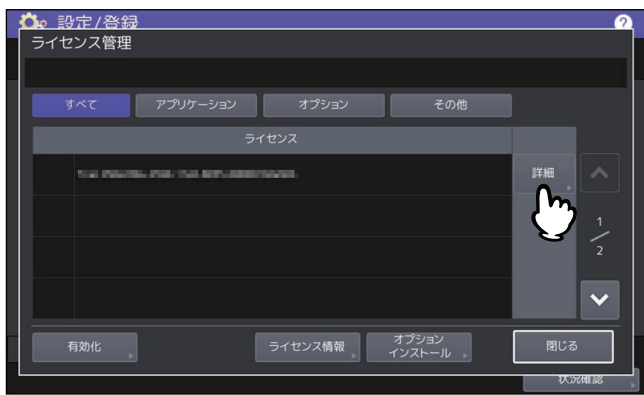 設定/登録
?
ライセンス管理
すべて
アプリケーション
オプション
その他
ライセンス
詳細
1
2
有効化
ライセンス情報
オプション
インストール
閉じる
状況確認